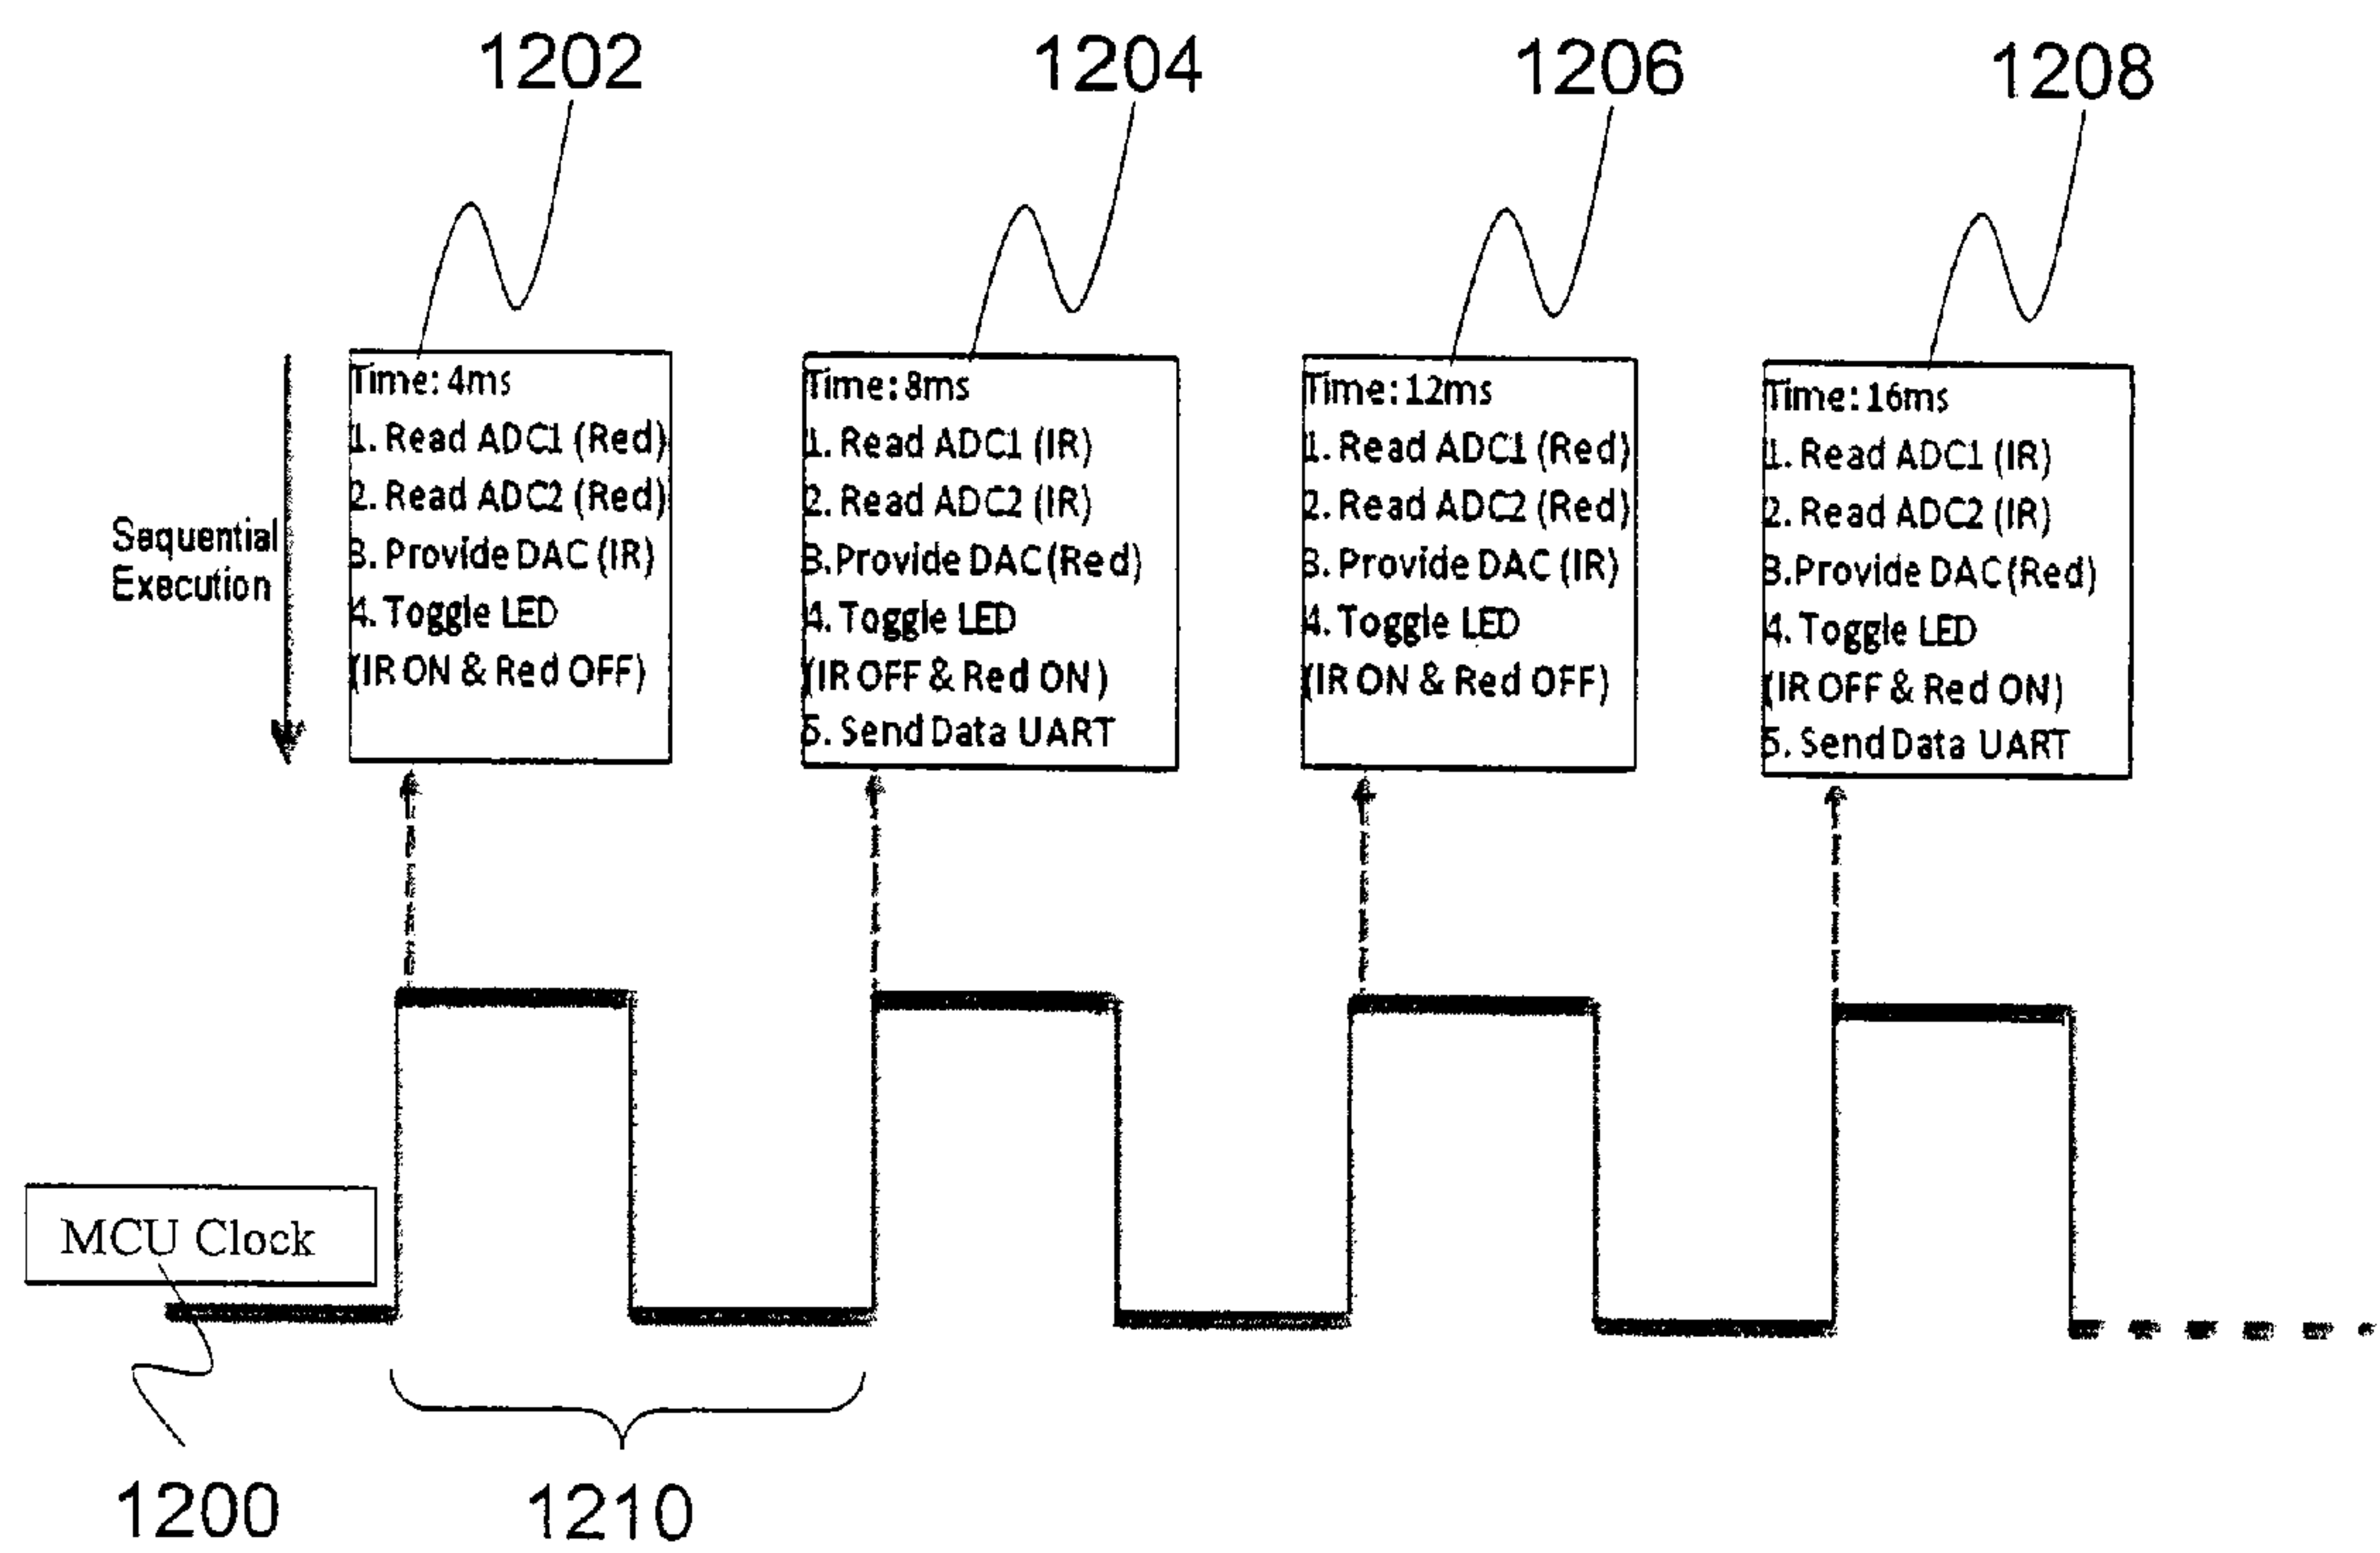 1202
1204
1206
1208
Sequential
Execution
Time: 4ms
1. Read ADC1 (Red)
2. Read ADC2 (Red)
3. Provide DAC (IR)
4. Toggle LED
(IR ON & Red OFF)
Time: 8ms
1. Read ADC1 (IR)
2. Read ADC2 (IR)
3.Provide DAC(Red)
4. Toggle LED
(IR OFF & Red ON)
5. Send Data UART
Time: 12ms
1. Read ADC1 (Red)
2. Read ADC2 (Red)
3. Provide DAC (IR)
4. Toggle LED
(IR ON & Red OFF)
Time: 16ms
1. Read ADC1 (IR)
2. Read ADC2 (IR)
3.Provide DAC(Red)
4. Toggle LED
(IR OFF & Red ON)
5. Send Data UART
MCU Clock
1200
1210